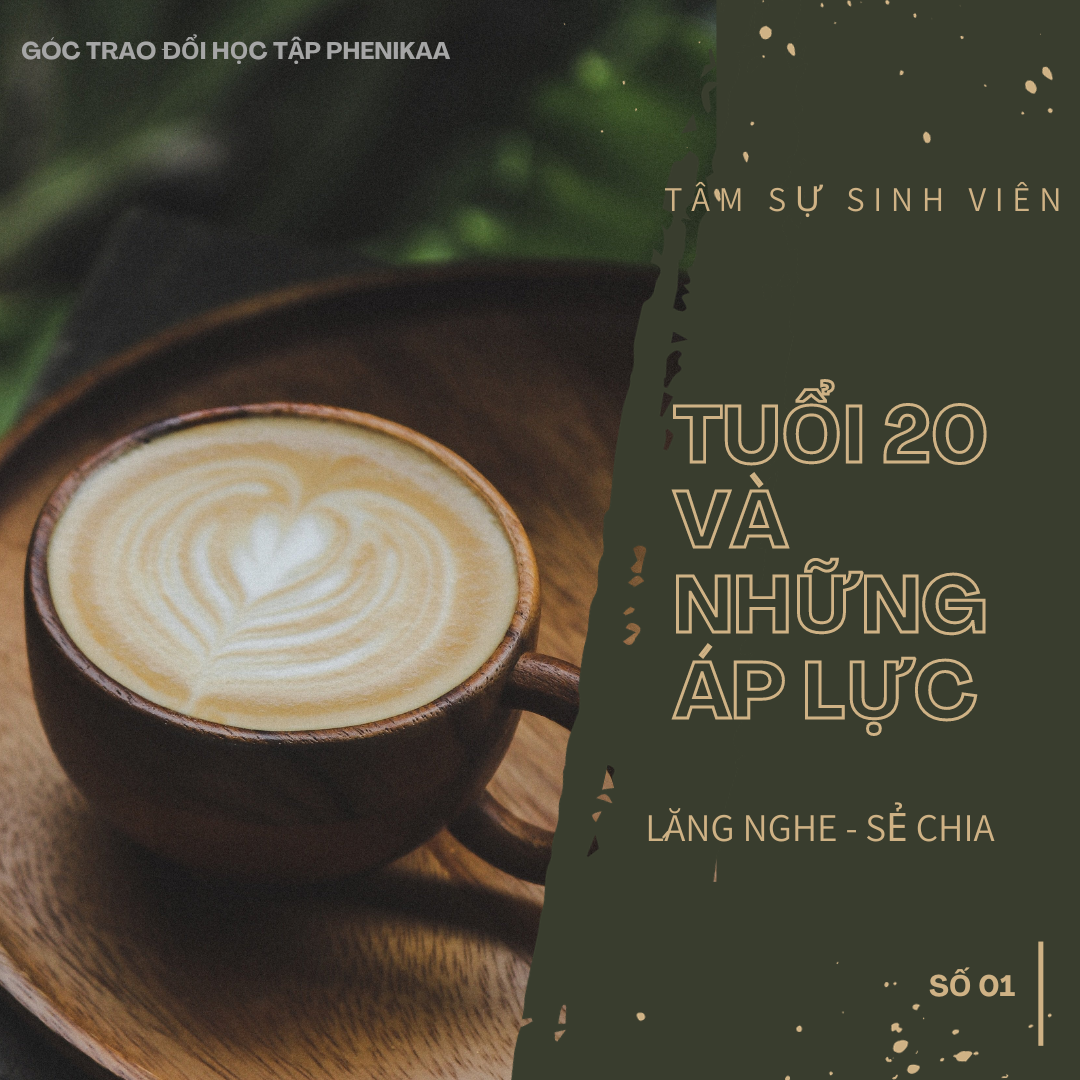 GÓC TRAO ĐỔI HỌC TẬP PHENIKAA
TÂM SỰ SINH VIÊN
TUỔI 20
VÀ
NHỮNG
ÁP LỰC
LĂNG NGHE - SẺ CHIA
SỐ 01